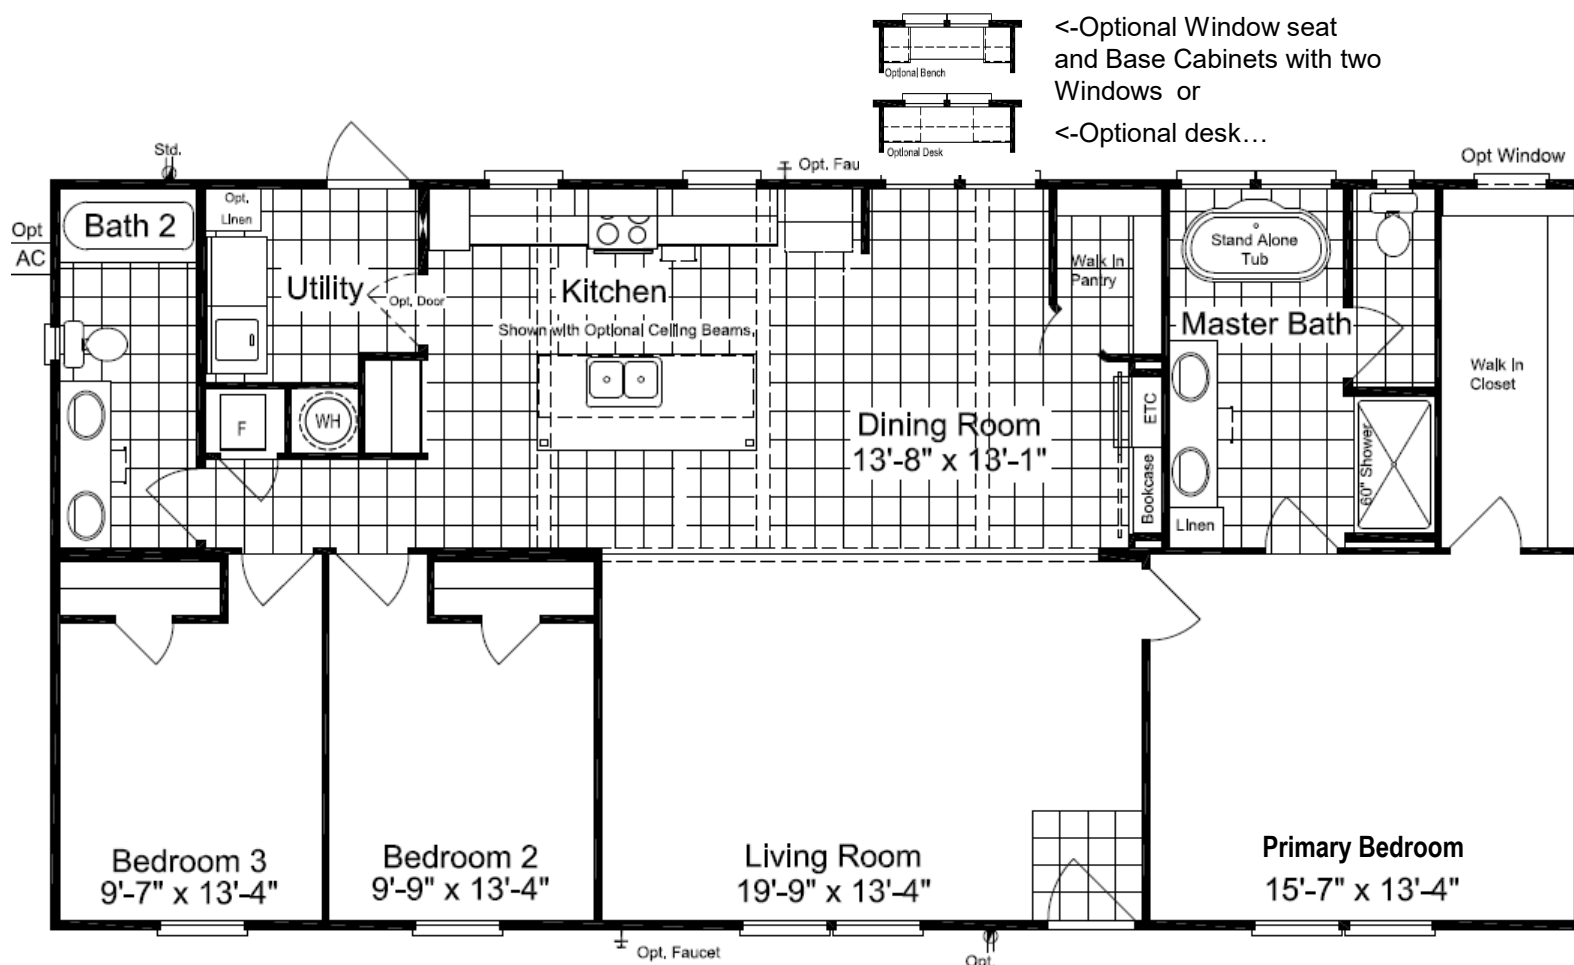 <-Optional Window seat
and Base Cabinets with two
Windows or
<-Optional desk...
Optional Bench
Optional Desk
Std.
Opt. Fau
Opt Window
Opt
AC
Bath 2
Opt.
Linen
Utility
Opt. Door
Kitchen
Shown with Optional Ceiling Beams.
Walk In
Pantry
Stand Alone
Tub
Master Bath
Walk In
Closet
F
WH
Dining Room
13'-8" x 13'-1"
ETC
Bookcase
60" Shower
Linen
Bedroom 3
9'-7" x 13'-4"
Bedroom 2
9'-9" x 13'-4"
Living Room
19'-9" x 13'-4"
Primary Bedroom
15'-7" x 13'-4"
Opt. Faucet
Opt.